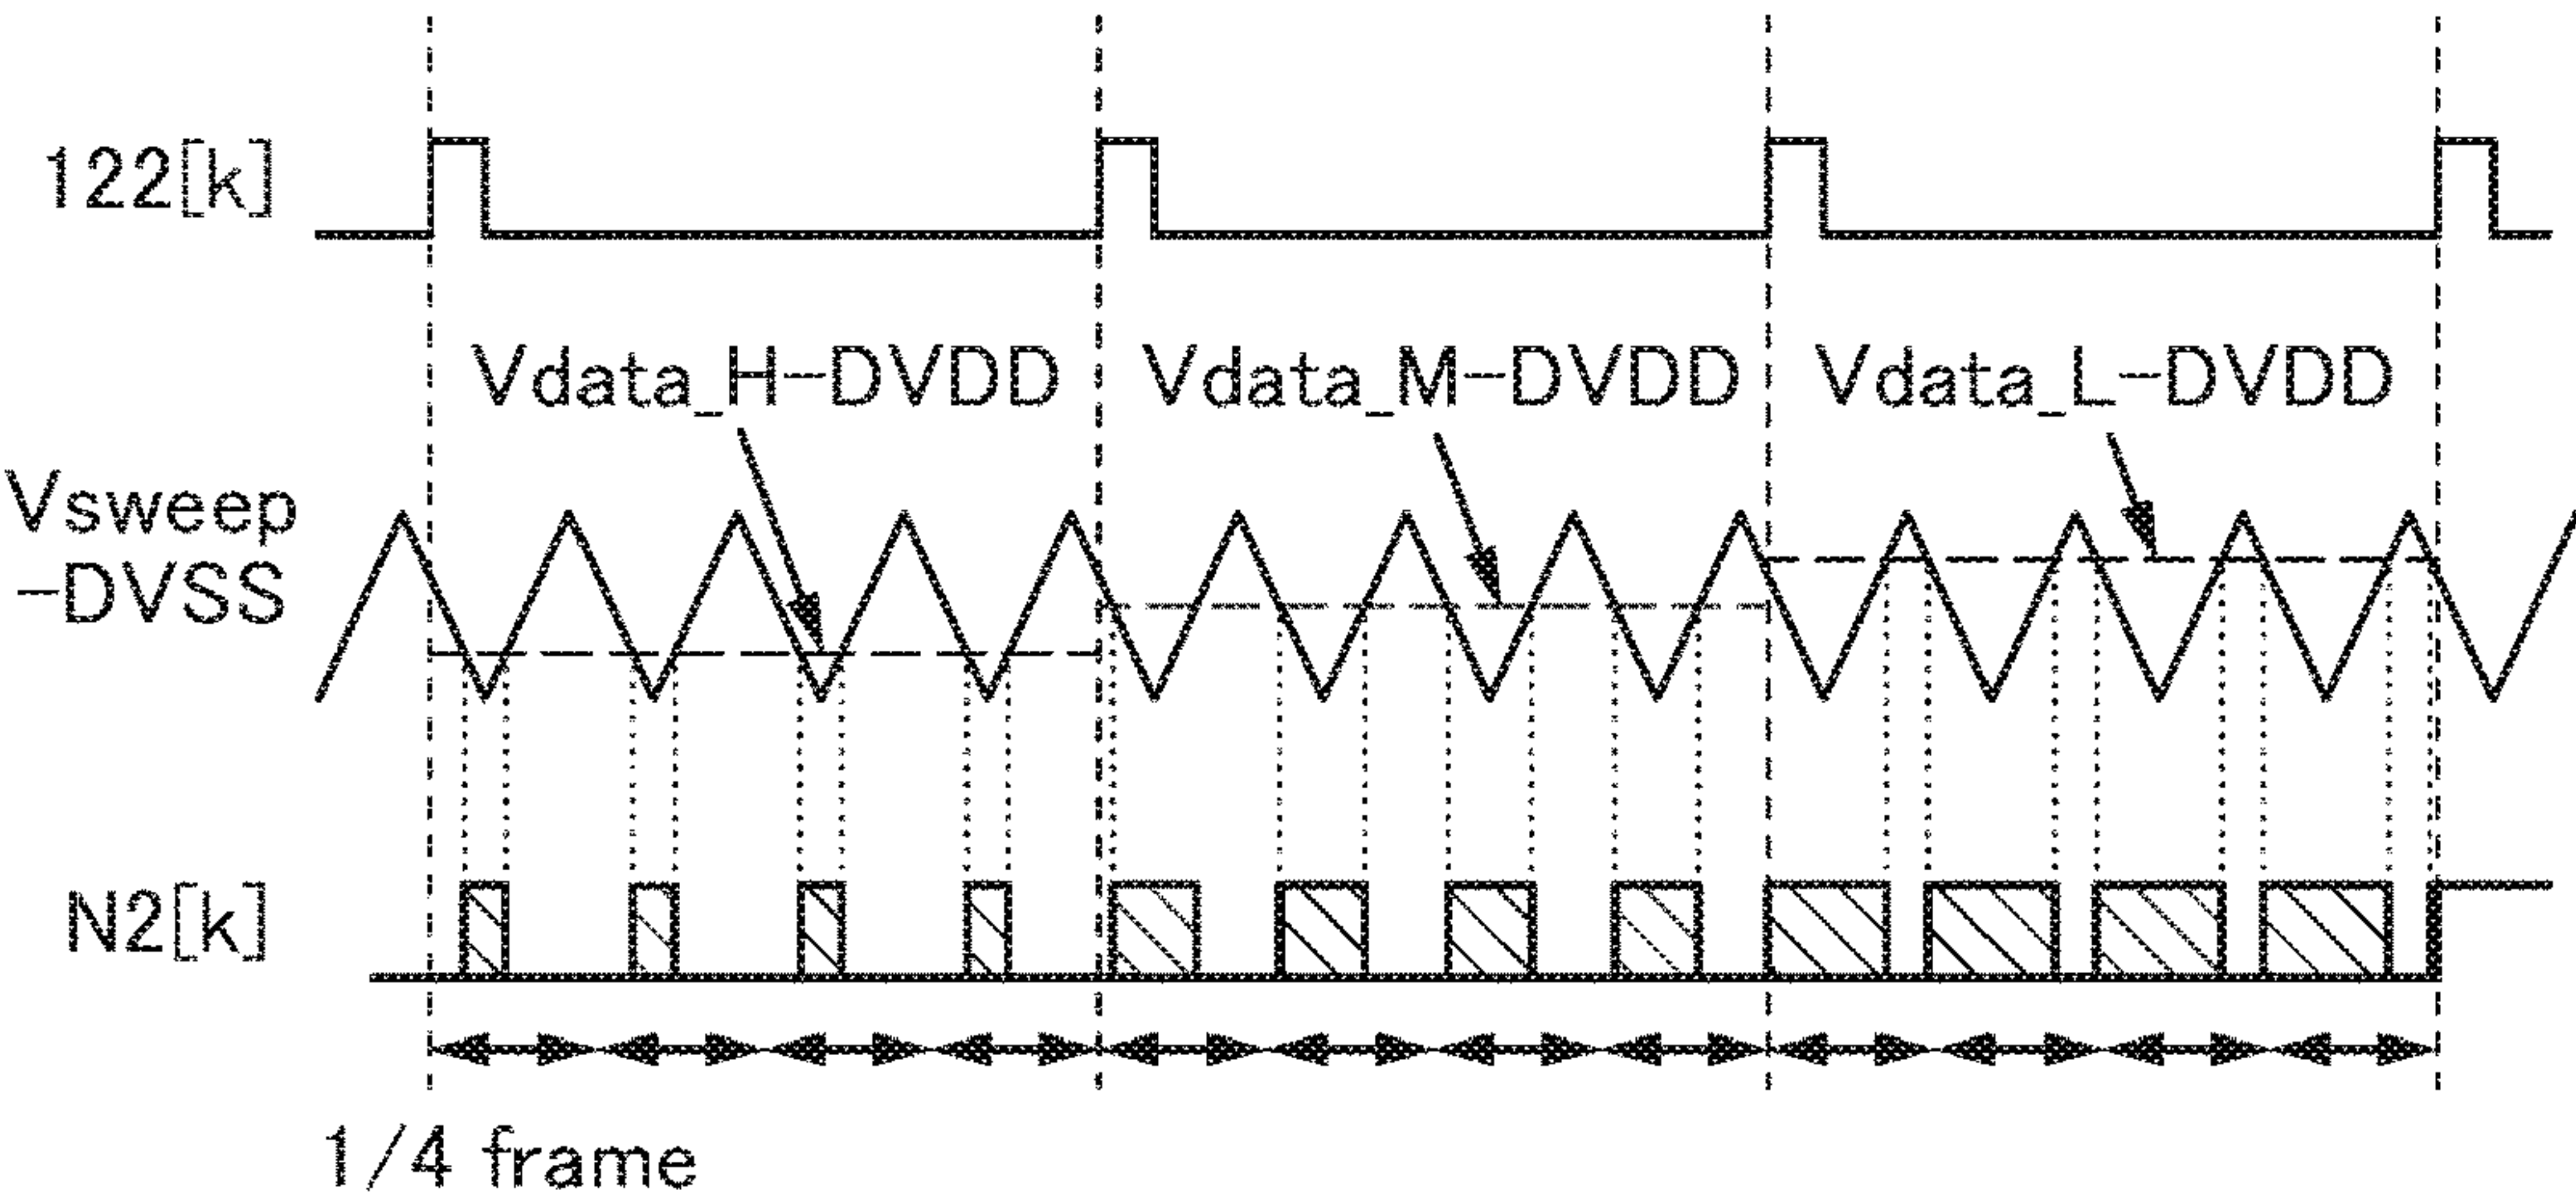 122[k]
Vdata_H-DVDD
Vdata_M-DVDD
Vdata_L-DVDD
Vsweep
-DVSS
N2[k]
1/4 frame